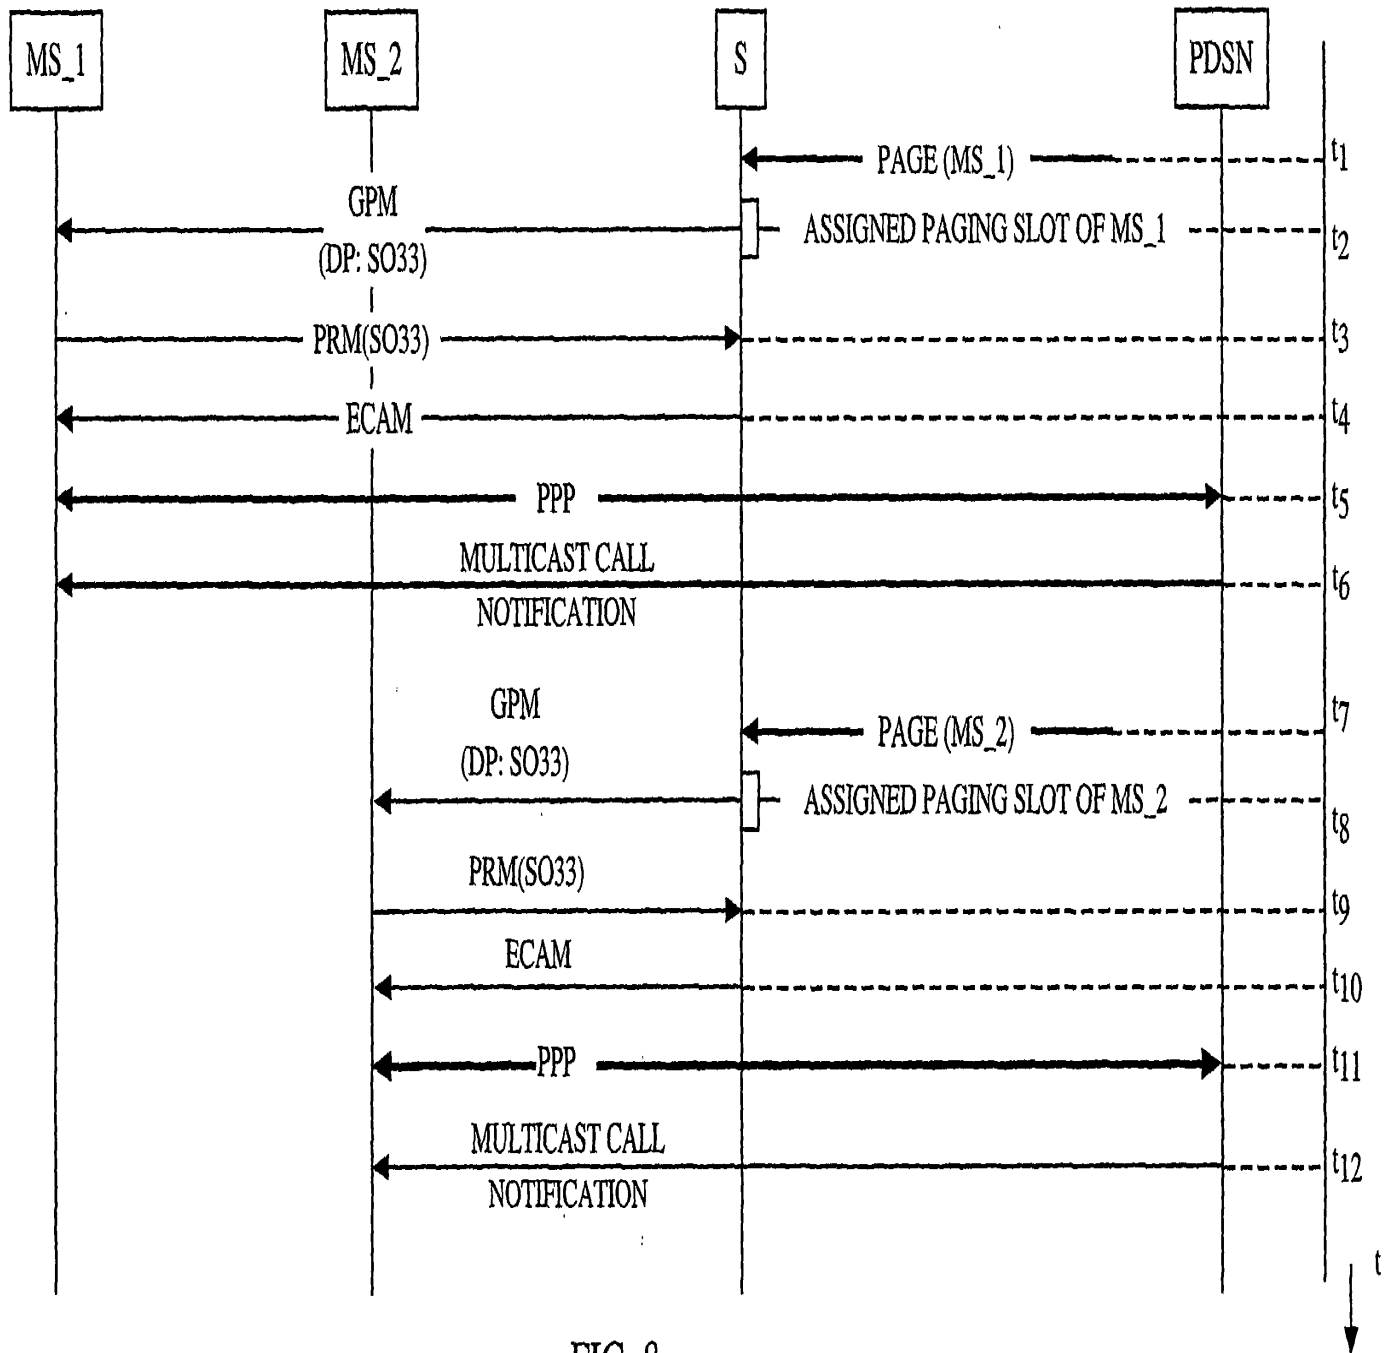 MS_1 MS_2 S PDSN
PAGE (MS_1) t1
GPM
ASSIGNED PAGING SLOT OF MS_1 t2
(DP: SO33)
PRM(SO33) t3
ECAM t4
PPP t5
MULTICAST CALL
t6
NOTIFICATION
GPM
t7
PAGE (MS_2)
(DP: SO33)
ASSIGNED PAGING SLOT OF MS_2
t8
PRM(SO33)
t9
ECAM
t10
PPP t11
MULTICAST CALL
t12
NOTIFICATION
t